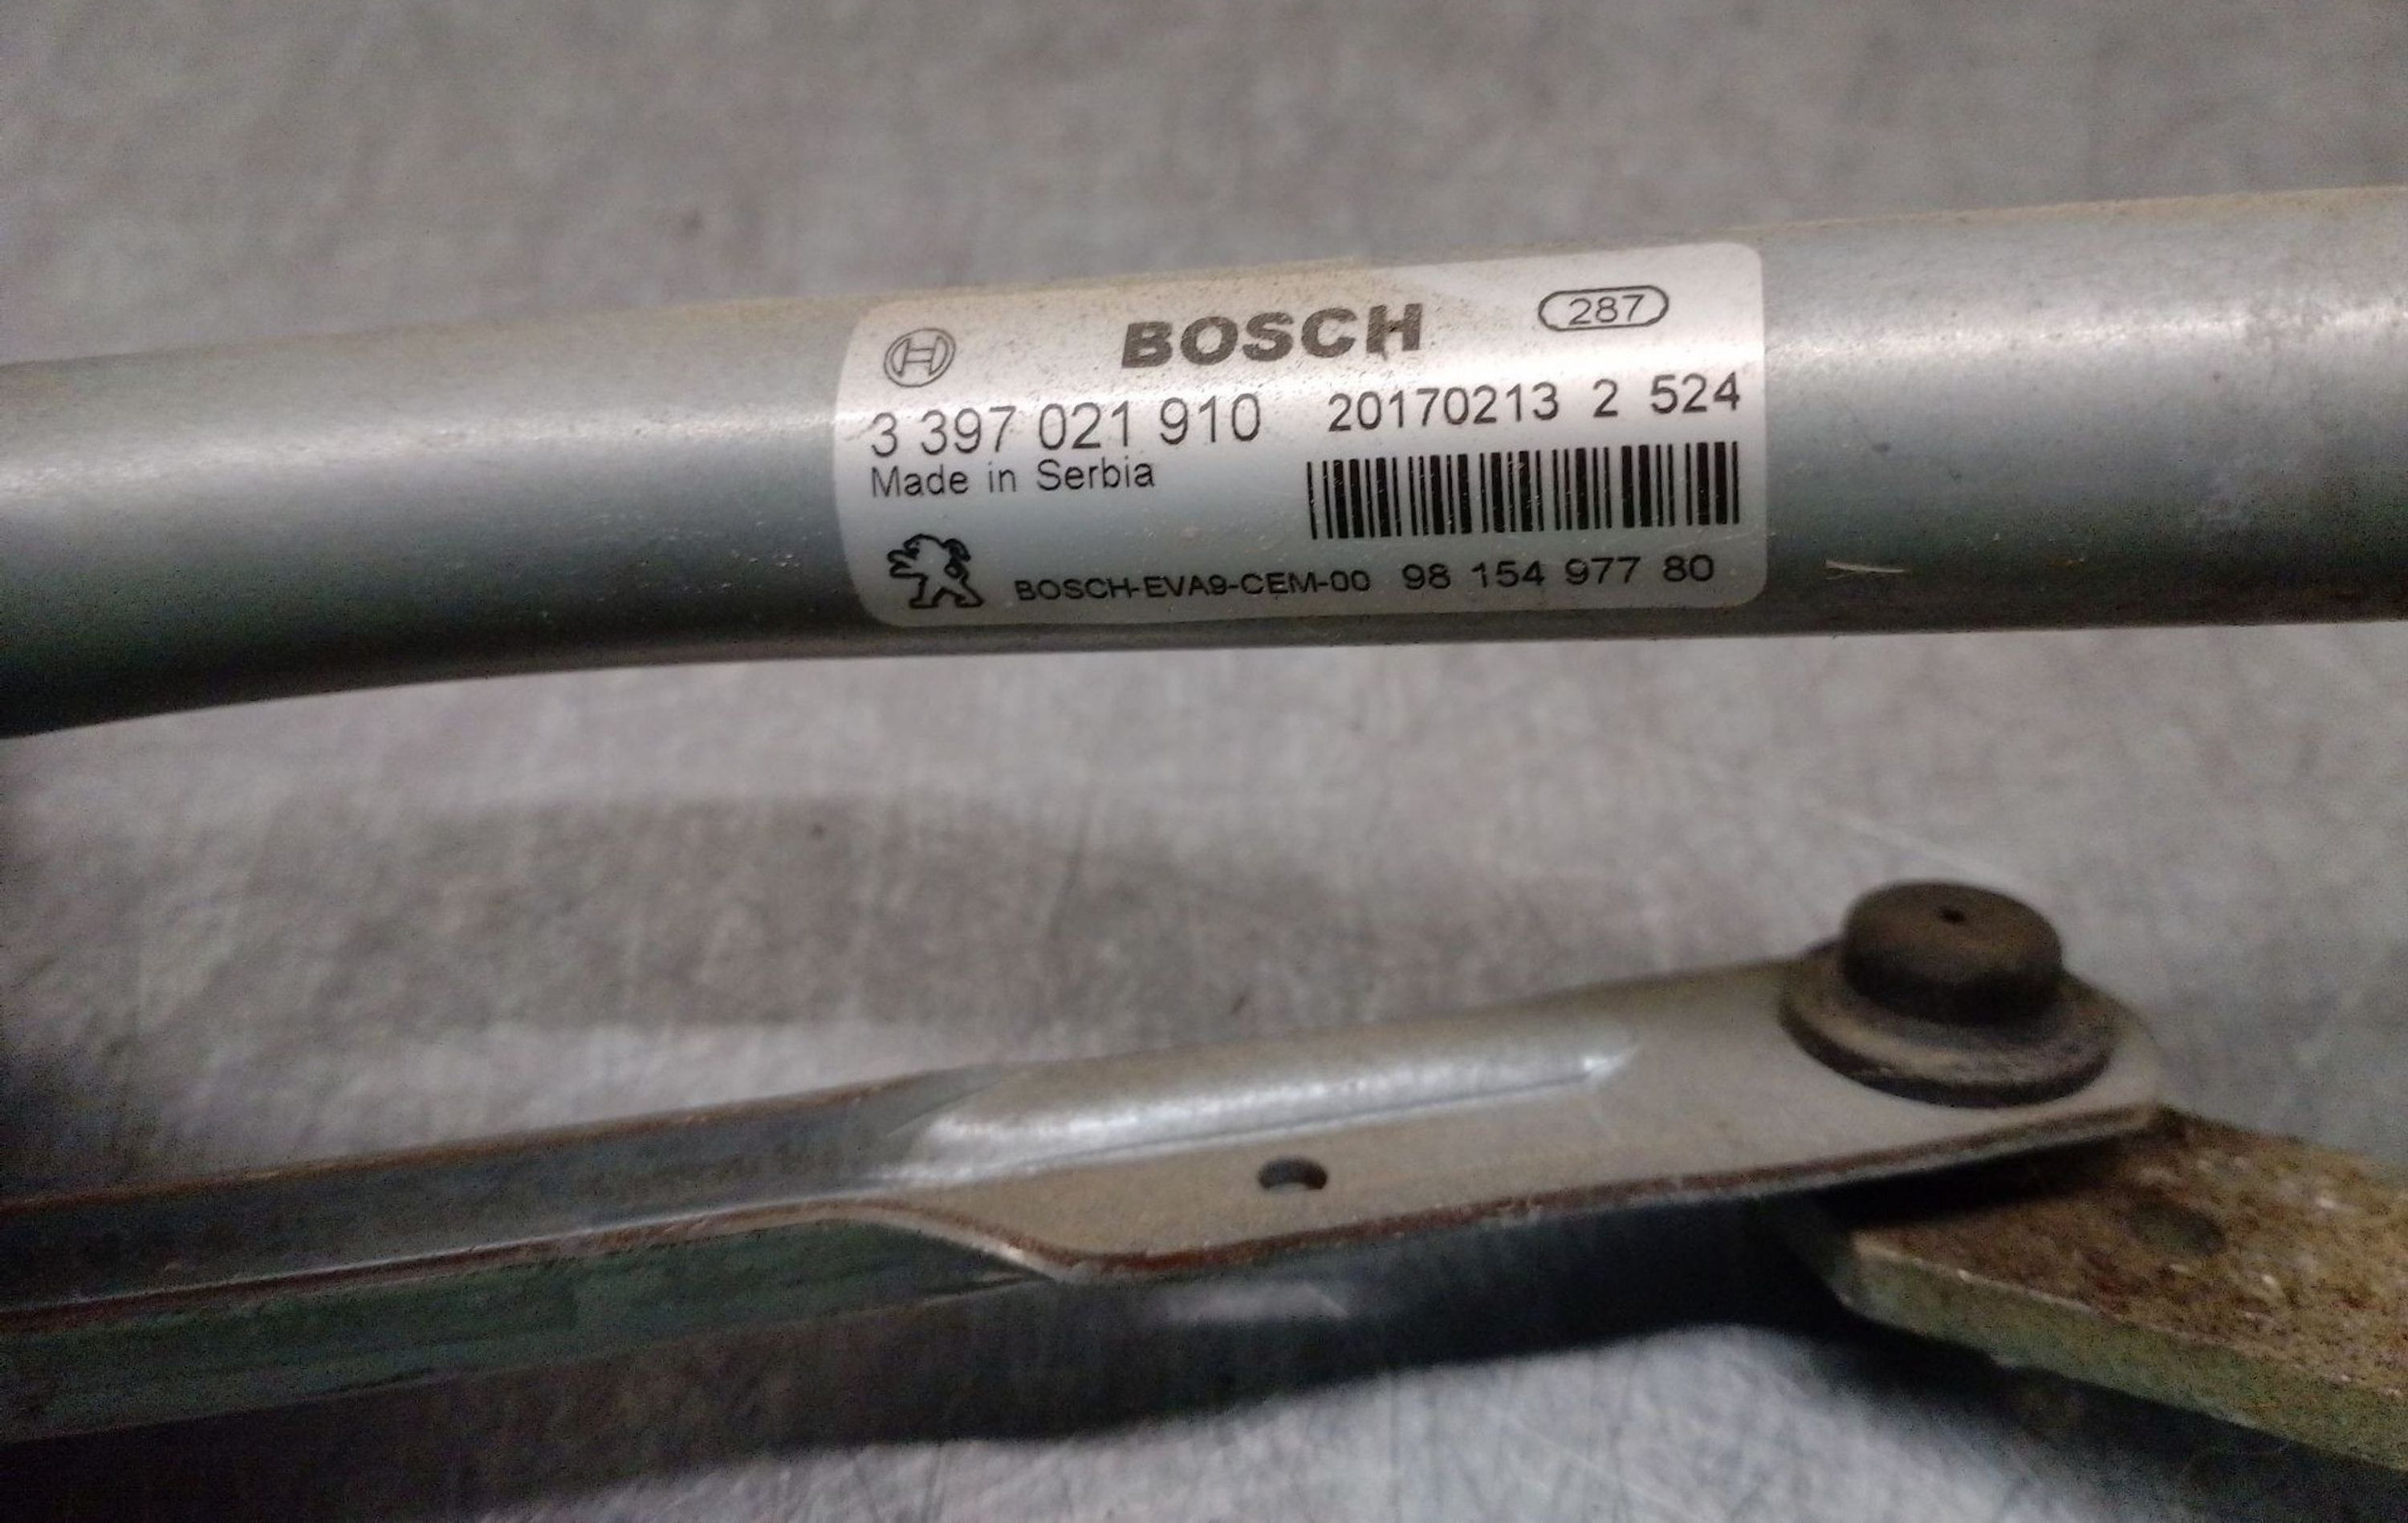 BOSCH 287
3 397 021 910 20170213 2 524
Made in Serbia
BOSCH-EVA9-CEM-00 98 154 977 80